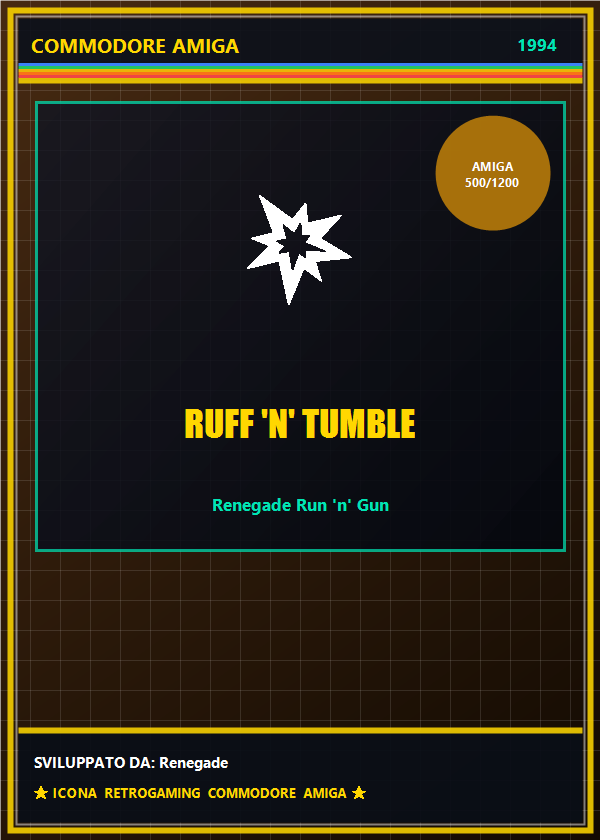 COMMODORE AMIGA
1994
AMIGA
500/1200
RUFF 'N' TUMBLE
Renegade Run 'n' Gun
SVILUPPATO DA: Renegade
ICONA RETROGAMING COMMODORE AMIGA